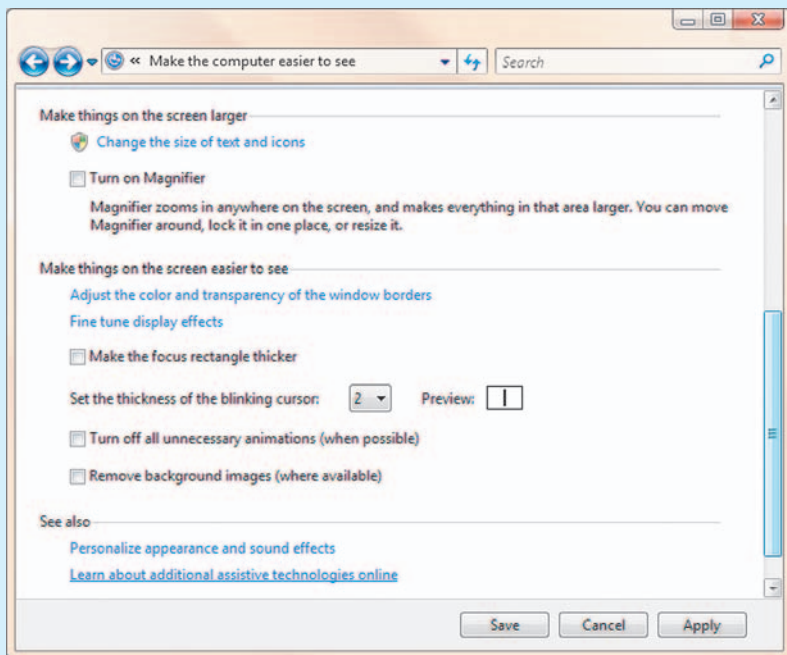 « Make the computer easier to see
Search
Make things on the screen larger
Change the size of text and icons
Turn on Magnifier
Magnifier zooms in anywhere on the screen, and makes everything in that area larger. You can move
Magnifier around, lock it in one place, or resize it.
Make things on the screen easier to see
Adjust the color and transparency of the window borders
Fine tune display effects
Make the focus rectangle thicker
Set the thickness of the blinking cursor: 2 Preview:
Turn off all unnecessary animations (when possible)
Remove background images (where available)
See also
Personalize appearance and sound effects
Learn about additional assistive technologies online
Save Cancel Apply